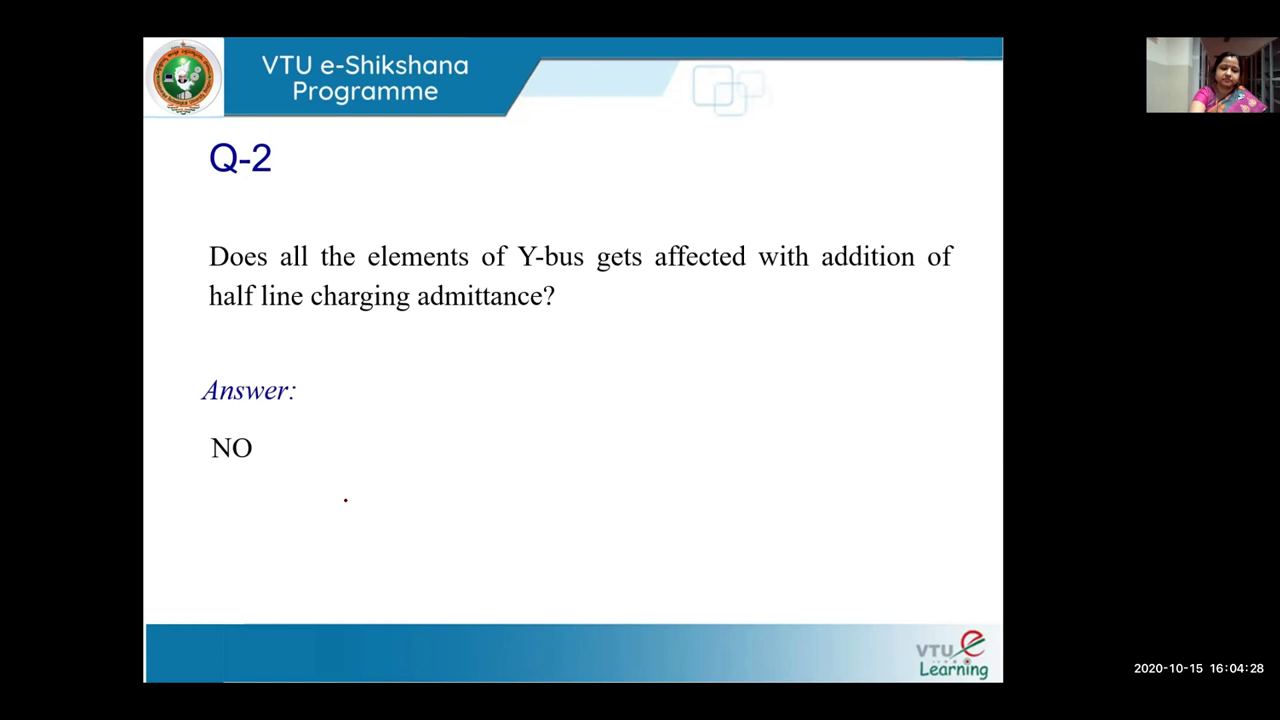 VTU e-Shikshana
Programme
Q-2
Does all the elements of Y-bus gets affected with addition of
half line charging admittance?
Answer:
NO
VTU e
Learning
2020-10-15 16:04:28